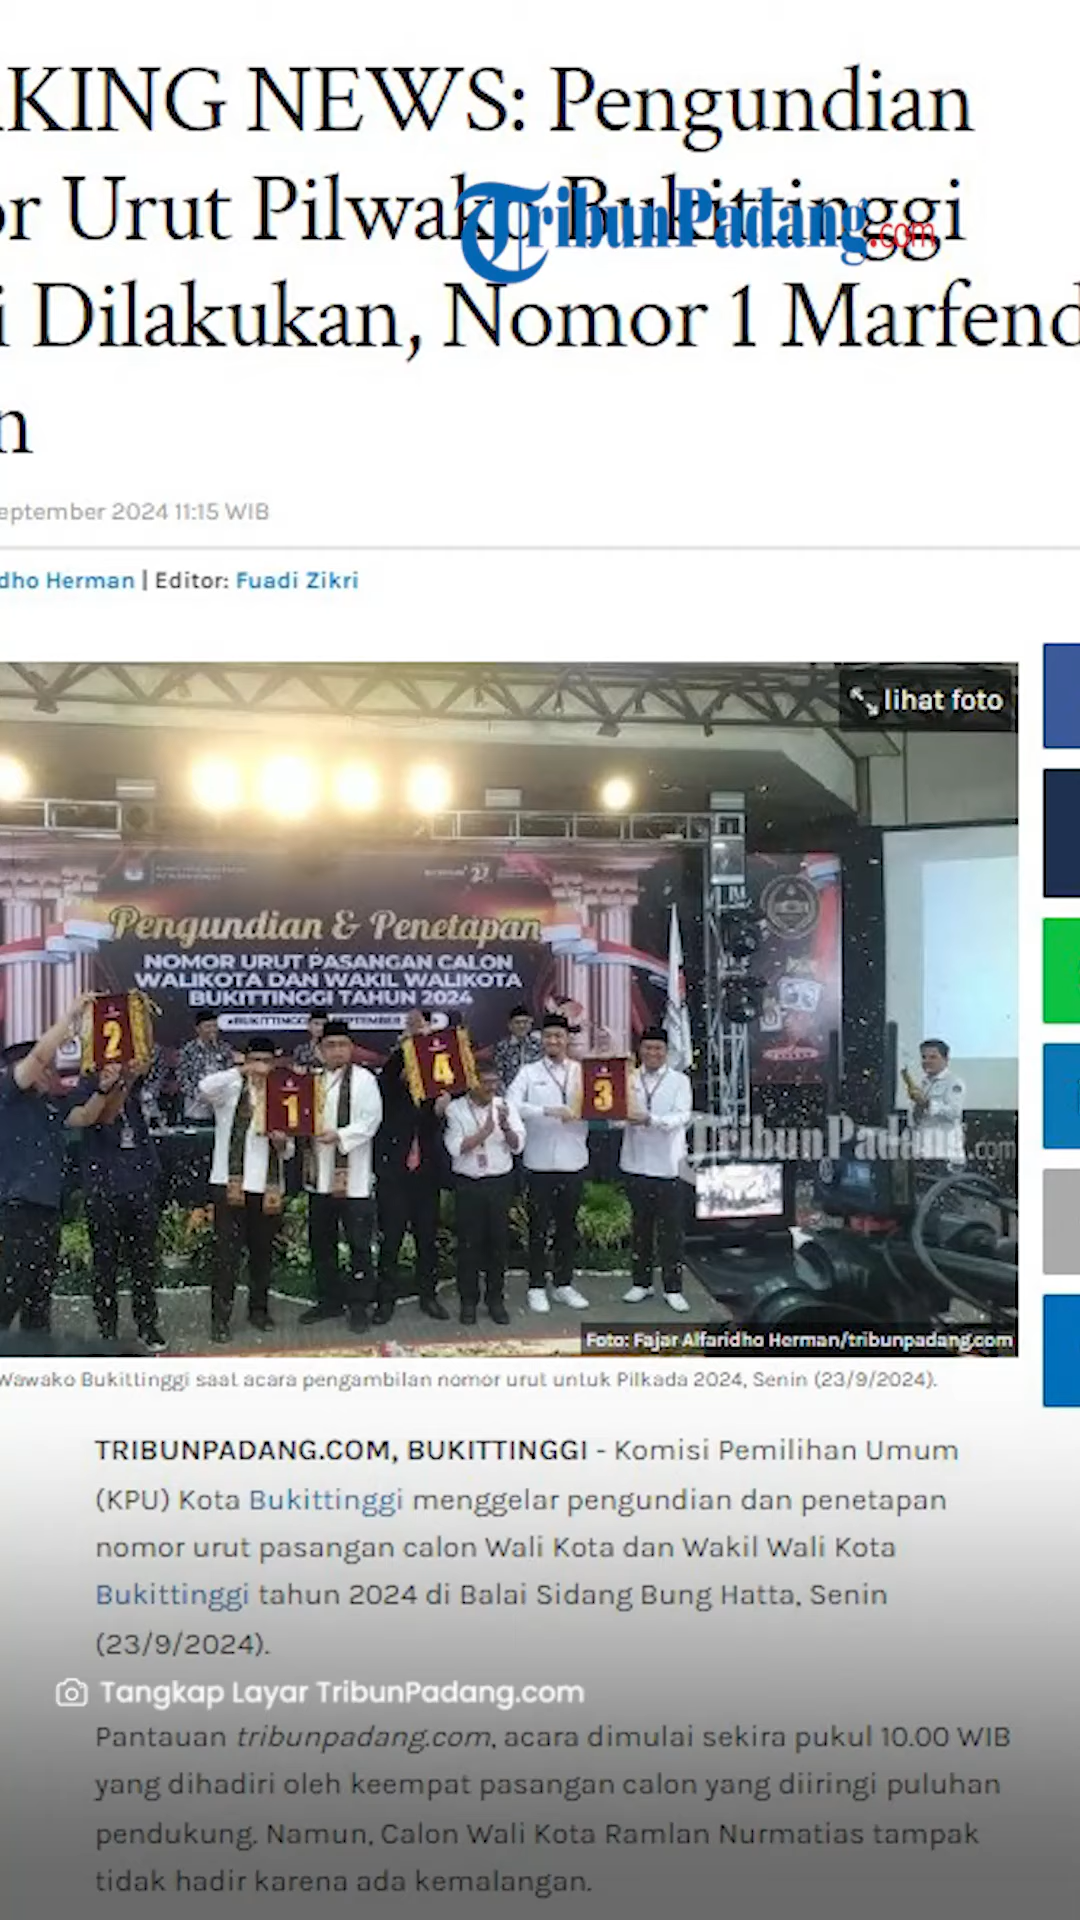 KING NEWS: Pengundian
or Urut Pilwako Bukittinggi
TribunPadang.com
i Dilakukan, Nomor 1 Marfend
n
eptember 2024 11:15 WIB
dho Herman | Editor: Fuadi Zikri
lihat foto
Pengundian & Penetapan
NOMOR URUT PASANGAN CALON
WALIKOTA DAN WAKIL WALIKOTA
BUKITTINGGI TAHUN 2024
2
4
1
3
TribunPadang.com
Foto: Fajar Alfaridho Herman/tribunpadang.com
Wawako Bukittinggi saat acara pengambilan nomor urut untuk Pilkada 2024, Senin (23/9/2024).
TRIBUNPADANG.COM, BUKITTINGGI - Komisi Pemilihan Umum
(KPU) Kota Bukittinggi menggelar pengundian dan penetapan
nomor urut pasangan calon Wali Kota dan Wakil Wali Kota
Bukittinggi tahun 2024 di Balai Sidang Bung Hatta, Senin
(23/9/2024).
Tangkap Layar TribunPadang.com
Pantauan tribunpadang.com, acara dimulai sekira pukul 10.00 WIB
yang dihadiri oleh keempat pasangan calon yang diiringi puluhan
pendukung. Namun, Calon Wali Kota Ramlan Nurmatias tampak
tidak hadir karena ada kemalangan.